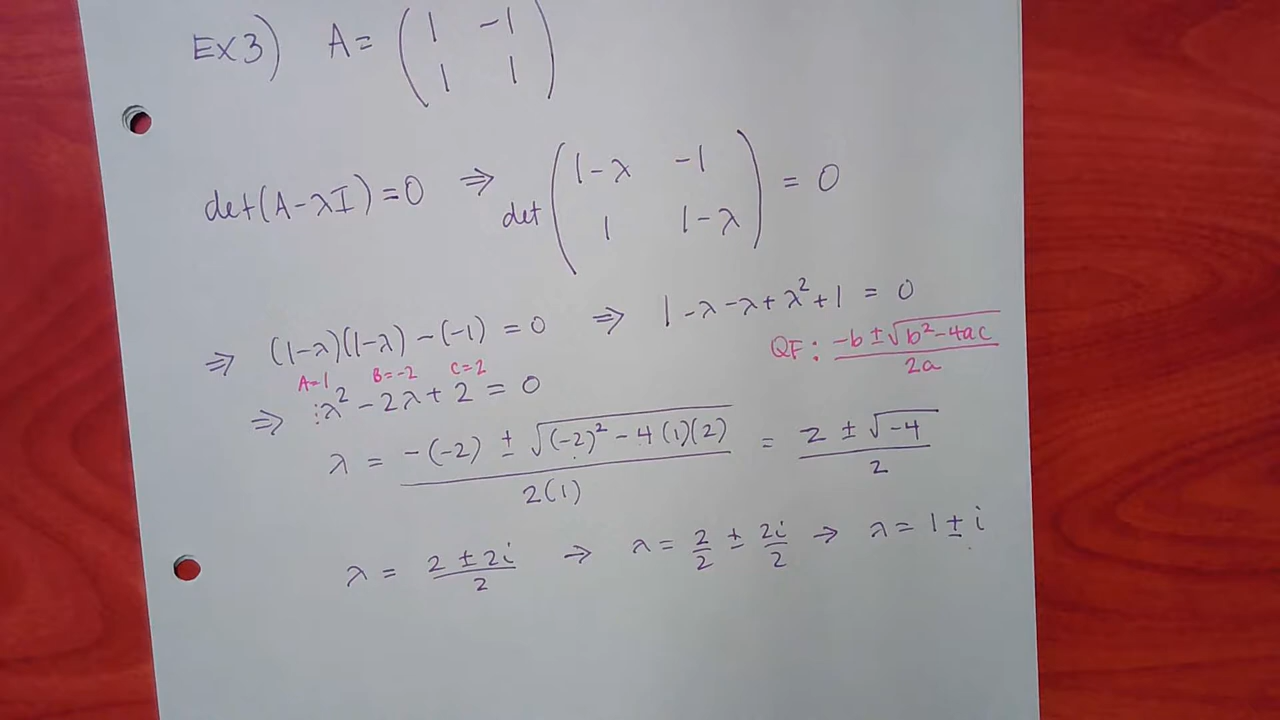 Ex3) A = ( 1 -1
1 1 )
det(A-λI)=0 ⇒ det ( 1-λ -1
1 1-λ ) = 0
⇒ (1-λ)(1-λ) - (-1) = 0 ⇒ 1-λ-λ+λ²+1 = 0
QF: (-b ± √(b²-4ac)) / 2a
A=1 B=-2 C=2
⇒ λ² - 2λ + 2 = 0
λ = (-(-2) ± √((-2)² - 4(1)(2))) / 2(1) = (2 ± √-4) / 2
λ = (2 ± 2i) / 2 → λ = 2/2 ± 2i/2 → λ = 1 ± i